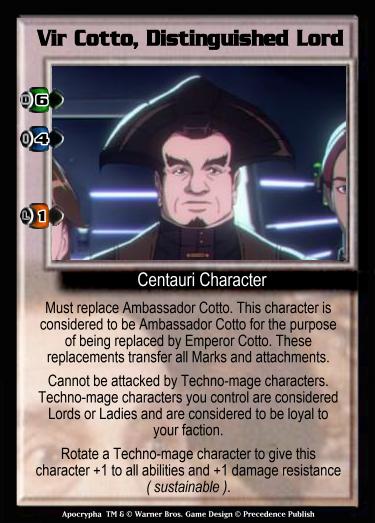 Vir Cotto, Distinguished Lord
D 6
I 4
L 1
Centauri Character
Must replace Ambassador Cotto. This character is
considered to be Ambassador Cotto for the purpose
of being replaced by Emperor Cotto. These
replacements transfer all Marks and attachments.
Cannot be attacked by Techno-mage characters.
Techno-mage characters you control are considered
Lords or Ladies and are considered to be loyal to
your faction.
Rotate a Techno-mage character to give this
character +1 to all abilities and +1 damage resistance
( sustainable ).
Apocrypha TM & © Warner Bros. Game Design © Precedence Publish